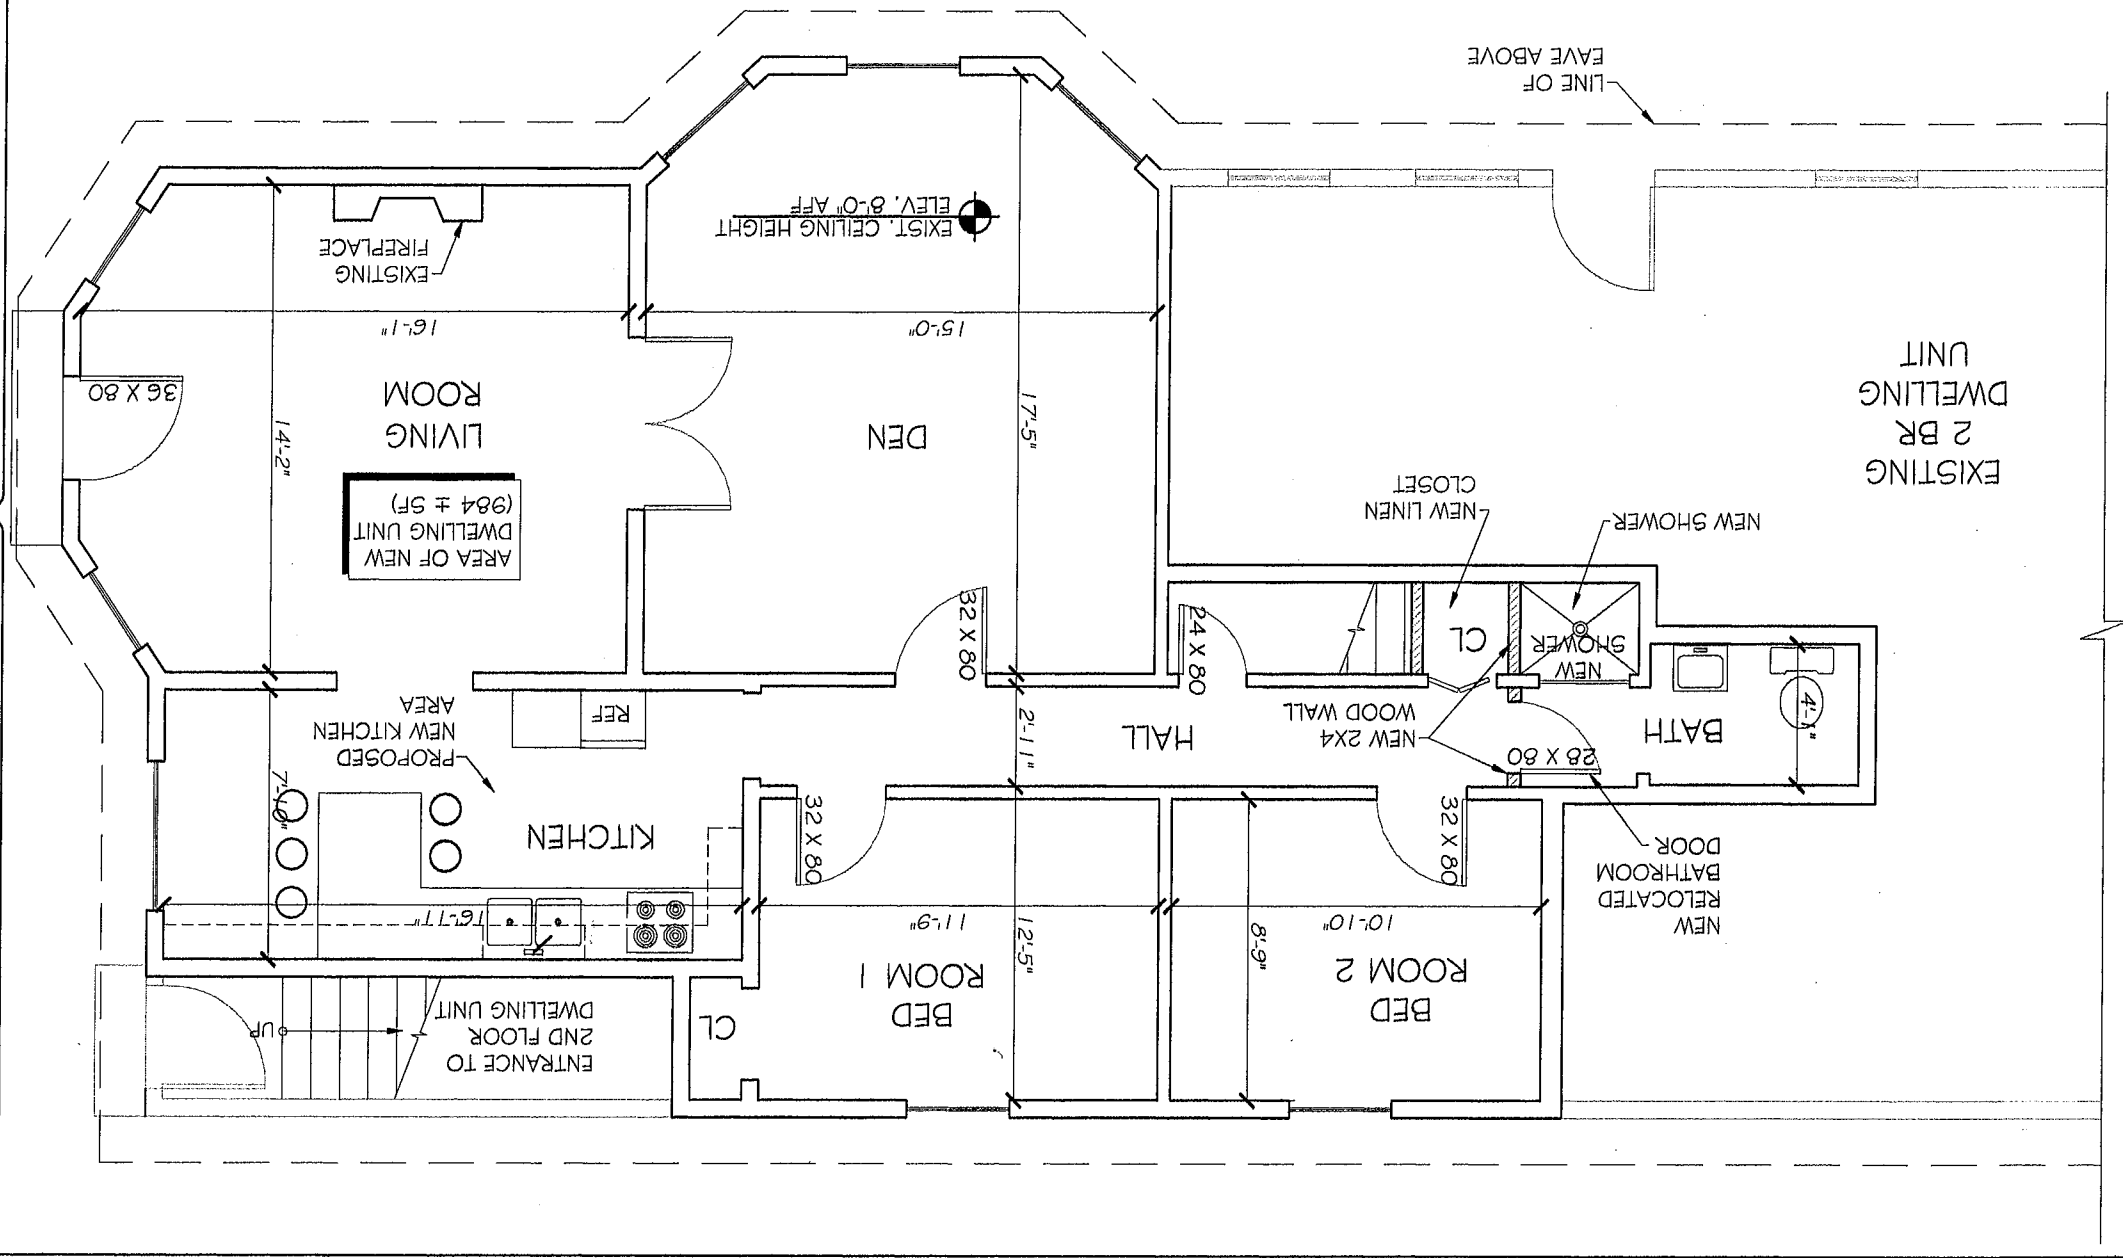 ENTRANCE TO
2ND FLOOR
DWELLING UNIT
UP
CL
BED
ROOM 1
BED
ROOM 2
11'-9"
12'-5"
10'-10"
8'-9"
16'-11"
NEW
RELOCATED
BATHROOM
DOOR
KITCHEN
PROPOSED
NEW KITCHEN
AREA
REF
7'-10"
32 X 80
32 X 80
28 X 80
HALL
2'-11"
NEW 2X4
WOOD WALL
BATH
4'-1"
NEW
SHOWER
CL
24 X 80
32 X 80
NEW SHOWER
NEW LINEN
CLOSET
EXISTING
2 BR
DWELLING
UNIT
AREA OF NEW
DWELLING UNIT
(984 ± SF)
LIVING
ROOM
14'-2"
36 X 80
16'-1"
DEN
17'-5"
15'-0"
EXISTING
FIREPLACE
EXIST. CEILING HEIGHT
ELEV. 8'-0" AFF
LINE OF
EAVE ABOVE